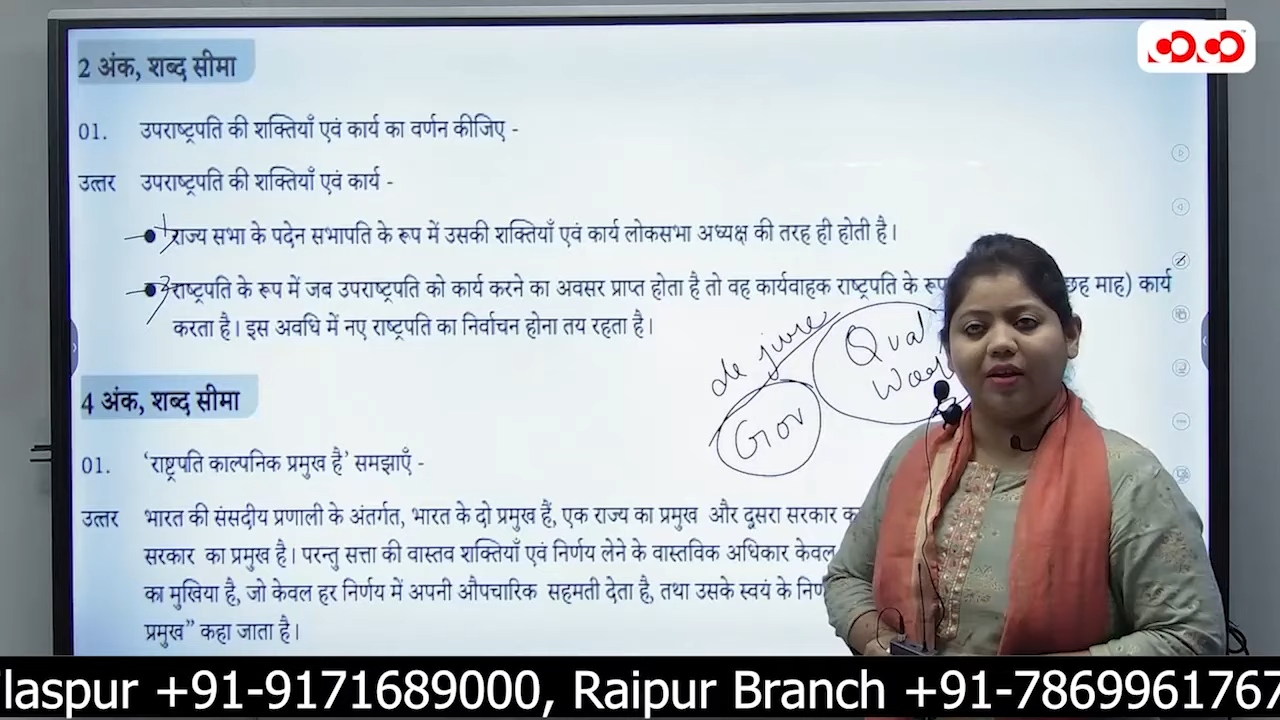 2 अंक, शब्द सीमा
01. उपराष्ट्रपति की शक्तियाँ एवं कार्य का वर्णन कीजिए -
उत्तर उपराष्ट्रपति की शक्तियाँ एवं कार्य -
राज्य सभा के पदेन सभापति के रूप में उसकी शक्तियाँ एवं कार्य लोकसभा अध्यक्ष की तरह ही होती है।
राष्ट्रपति के रूप में जब उपराष्ट्रपति को कार्य करने का अवसर प्राप्त होता है तो वह कार्यवाहक राष्ट्रपति के रूप छह माह) कार्य
करता है। इस अवधि में नए राष्ट्रपति का निर्वाचन होना तय रहता है।
de jure
Gov
4 अंक, शब्द सीमा
01. 'राष्ट्रपति काल्पनिक प्रमुख है' समझाएँ -
उत्तर भारत की संसदीय प्रणाली के अंतर्गत, भारत के दो प्रमुख हैं, एक राज्य का प्रमुख और दूसरा सरकार
सरकार का प्रमुख है। परन्तु सत्ता की वास्तव शक्तियाँ एवं निर्णय लेने के वास्तविक अधिकार केवल
का मुखिया है, जो केवल हर निर्णय में अपनी औपचारिक सहमती देता है, तथा उसके स्वयं के
प्रमुख" कहा जाता है।
laspur +91-9171689000, Raipur Branch +91-7869961767